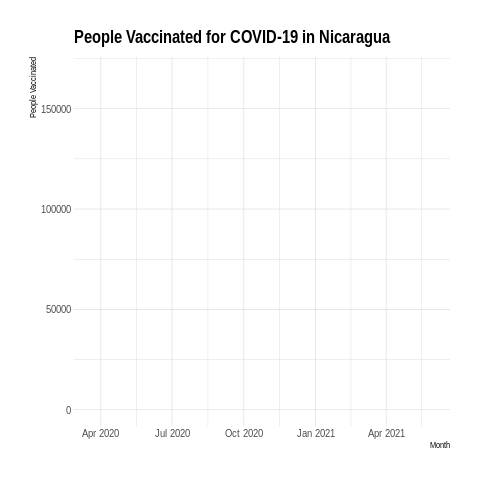 People Vaccinated for COVID-19 in Nicaragua
People Vaccinated
150000
100000
50000
0
Apr 2020 Jul 2020 Oct 2020 Jan 2021 Apr 2021
Month